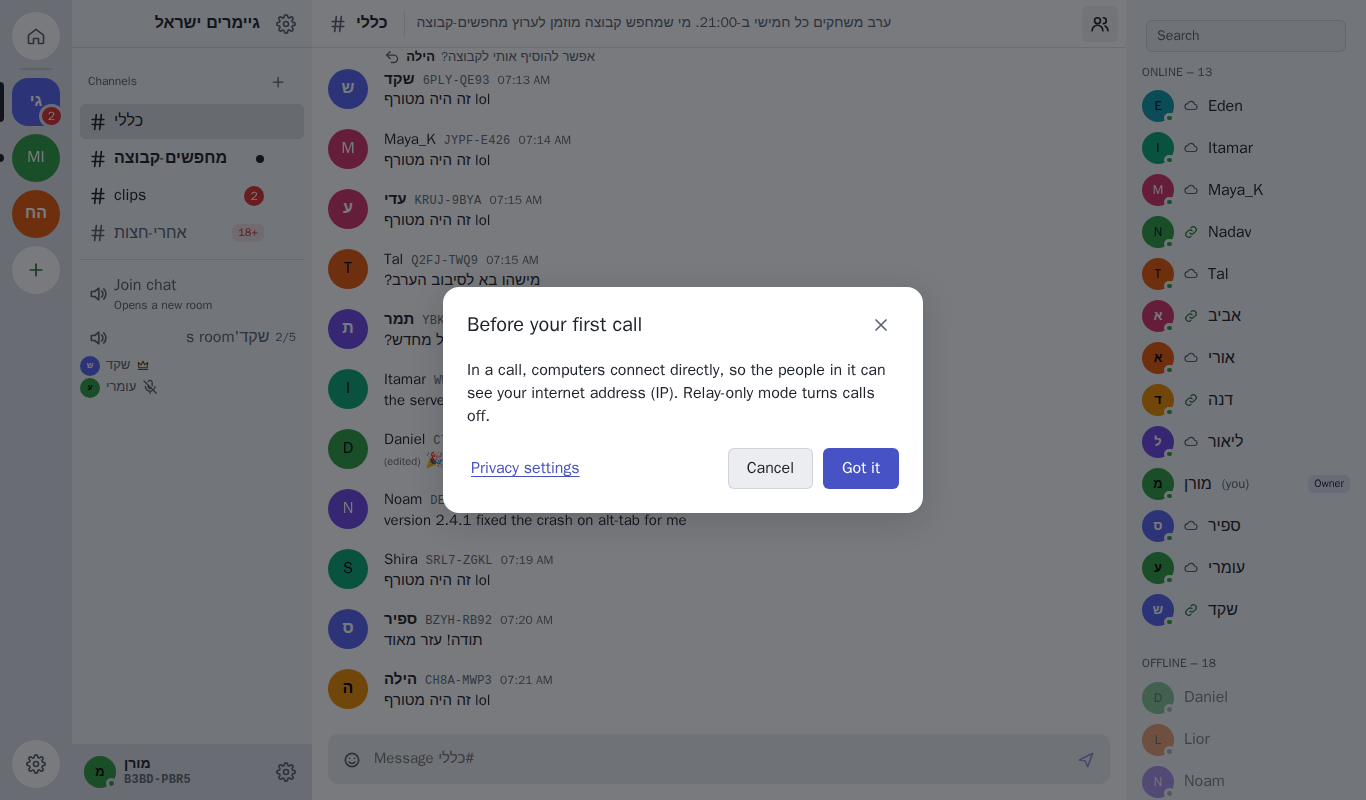 גי
2
MI
הח
גיימרים ישראל
Channels
כללי
מחפשים-קבוצה
clips
2
אחרי-חצות
18+
Join chat
Opens a new room
שקד's room
2/5
שקד
עומרי
מ
מורן
B3BD-PBR5
כללי
ערב משחקים כל חמישי ב-21:00. מי שמחפש קבוצה מוזמן לערוץ מחפשים-קבוצה
הילה אפשר להוסיף אותי לקבוצה?
שקד 6PLY-QE93 07:13 AM
זה היה מטורף lol
Maya_K JYPF-E426 07:14 AM
זה היה מטורף lol
עדי KRUJ-9BYA 07:15 AM
זה היה מטורף lol
Tal Q2FJ-TWQ9 07:15 AM
מישהו בא לסיבוב הערב?
תמר
Itamar
the
Daniel
(edited)
Noam
version 2.4.1 fixed the crash on alt-tab for me
Shira SRL7-ZGKL 07:19 AM
זה היה מטורף lol
ספיר BZYH-RB92 07:20 AM
תודה! עזר מאוד
הילה CH8A-MWP3 07:21 AM
זה היה מטורף lol
Message #כללי
Before your first call
In a call, computers connect directly, so the people in it can
see your internet address (IP). Relay-only mode turns calls
off.
Privacy settings
Cancel
Got it
Search
ONLINE – 13
E Eden
I Itamar
M Maya_K
N Nadav
T Tal
א אביב
א אורי
ד דנה
ל ליאור
מ מורן (you) Owner
ס ספיר
ע עומרי
ש שקד
OFFLINE – 18
D Daniel
L Lior
N Noam